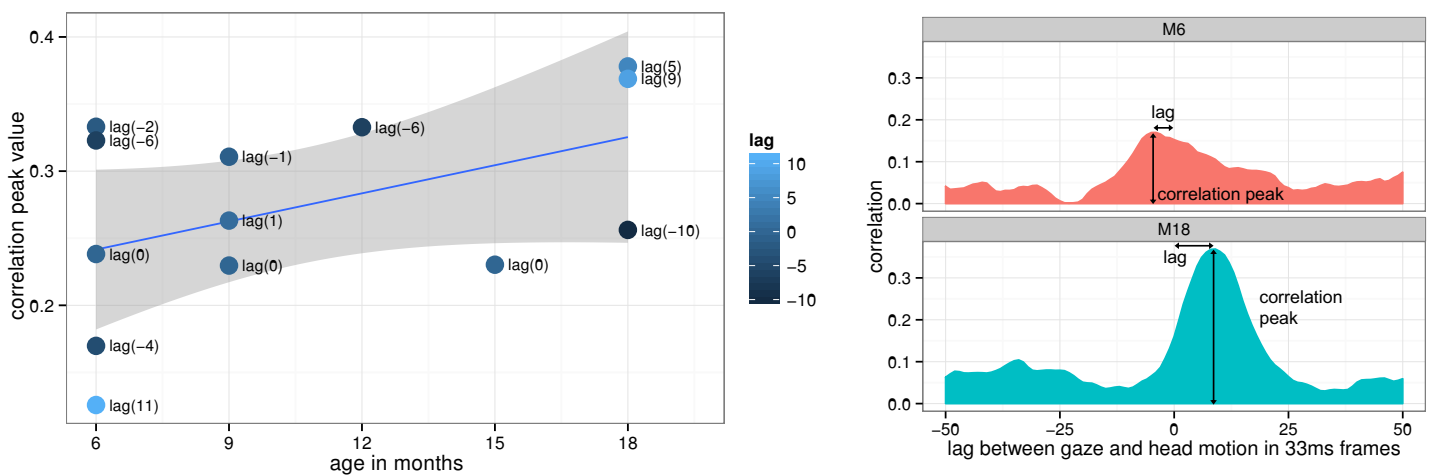 correlation peak value
0.4
0.3
0.2
lag(5)
lag(9)
lag(−2)
lag(−6)
lag(−6)
lag(−1)
lag(1)
lag(−10)
lag(0)
lag(0)
lag(0)
lag(−4)
lag(11)
6
9
12
15
18
age in months
lag
10
5
0
−5
−10
correlation
M6
0.3
0.2
0.1
0.0
lag
correlation peak
M18
0.3
0.2
0.1
0.0
lag
correlation
peak
−50
−25
0
25
50
lag between gaze and head motion in 33ms frames